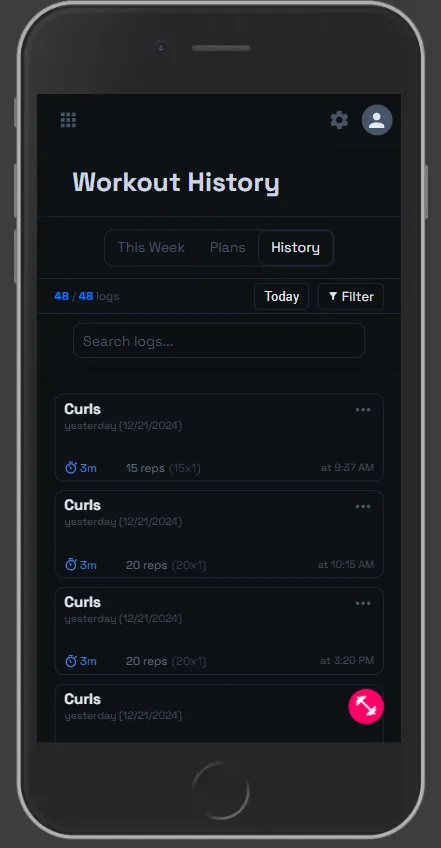 Workout History
This Week Plans History
48 / 48 logs Today Filter
Search logs...
Curls
yesterday (12/21/2024)
3m 15 reps (15x1) at 9:37 AM
Curls
yesterday (12/21/2024)
3m 20 reps (20x1) at 10:15 AM
Curls
yesterday (12/21/2024)
3m 20 reps (20x1) at 3:20 PM
Curls
yesterday (12/21/2024)